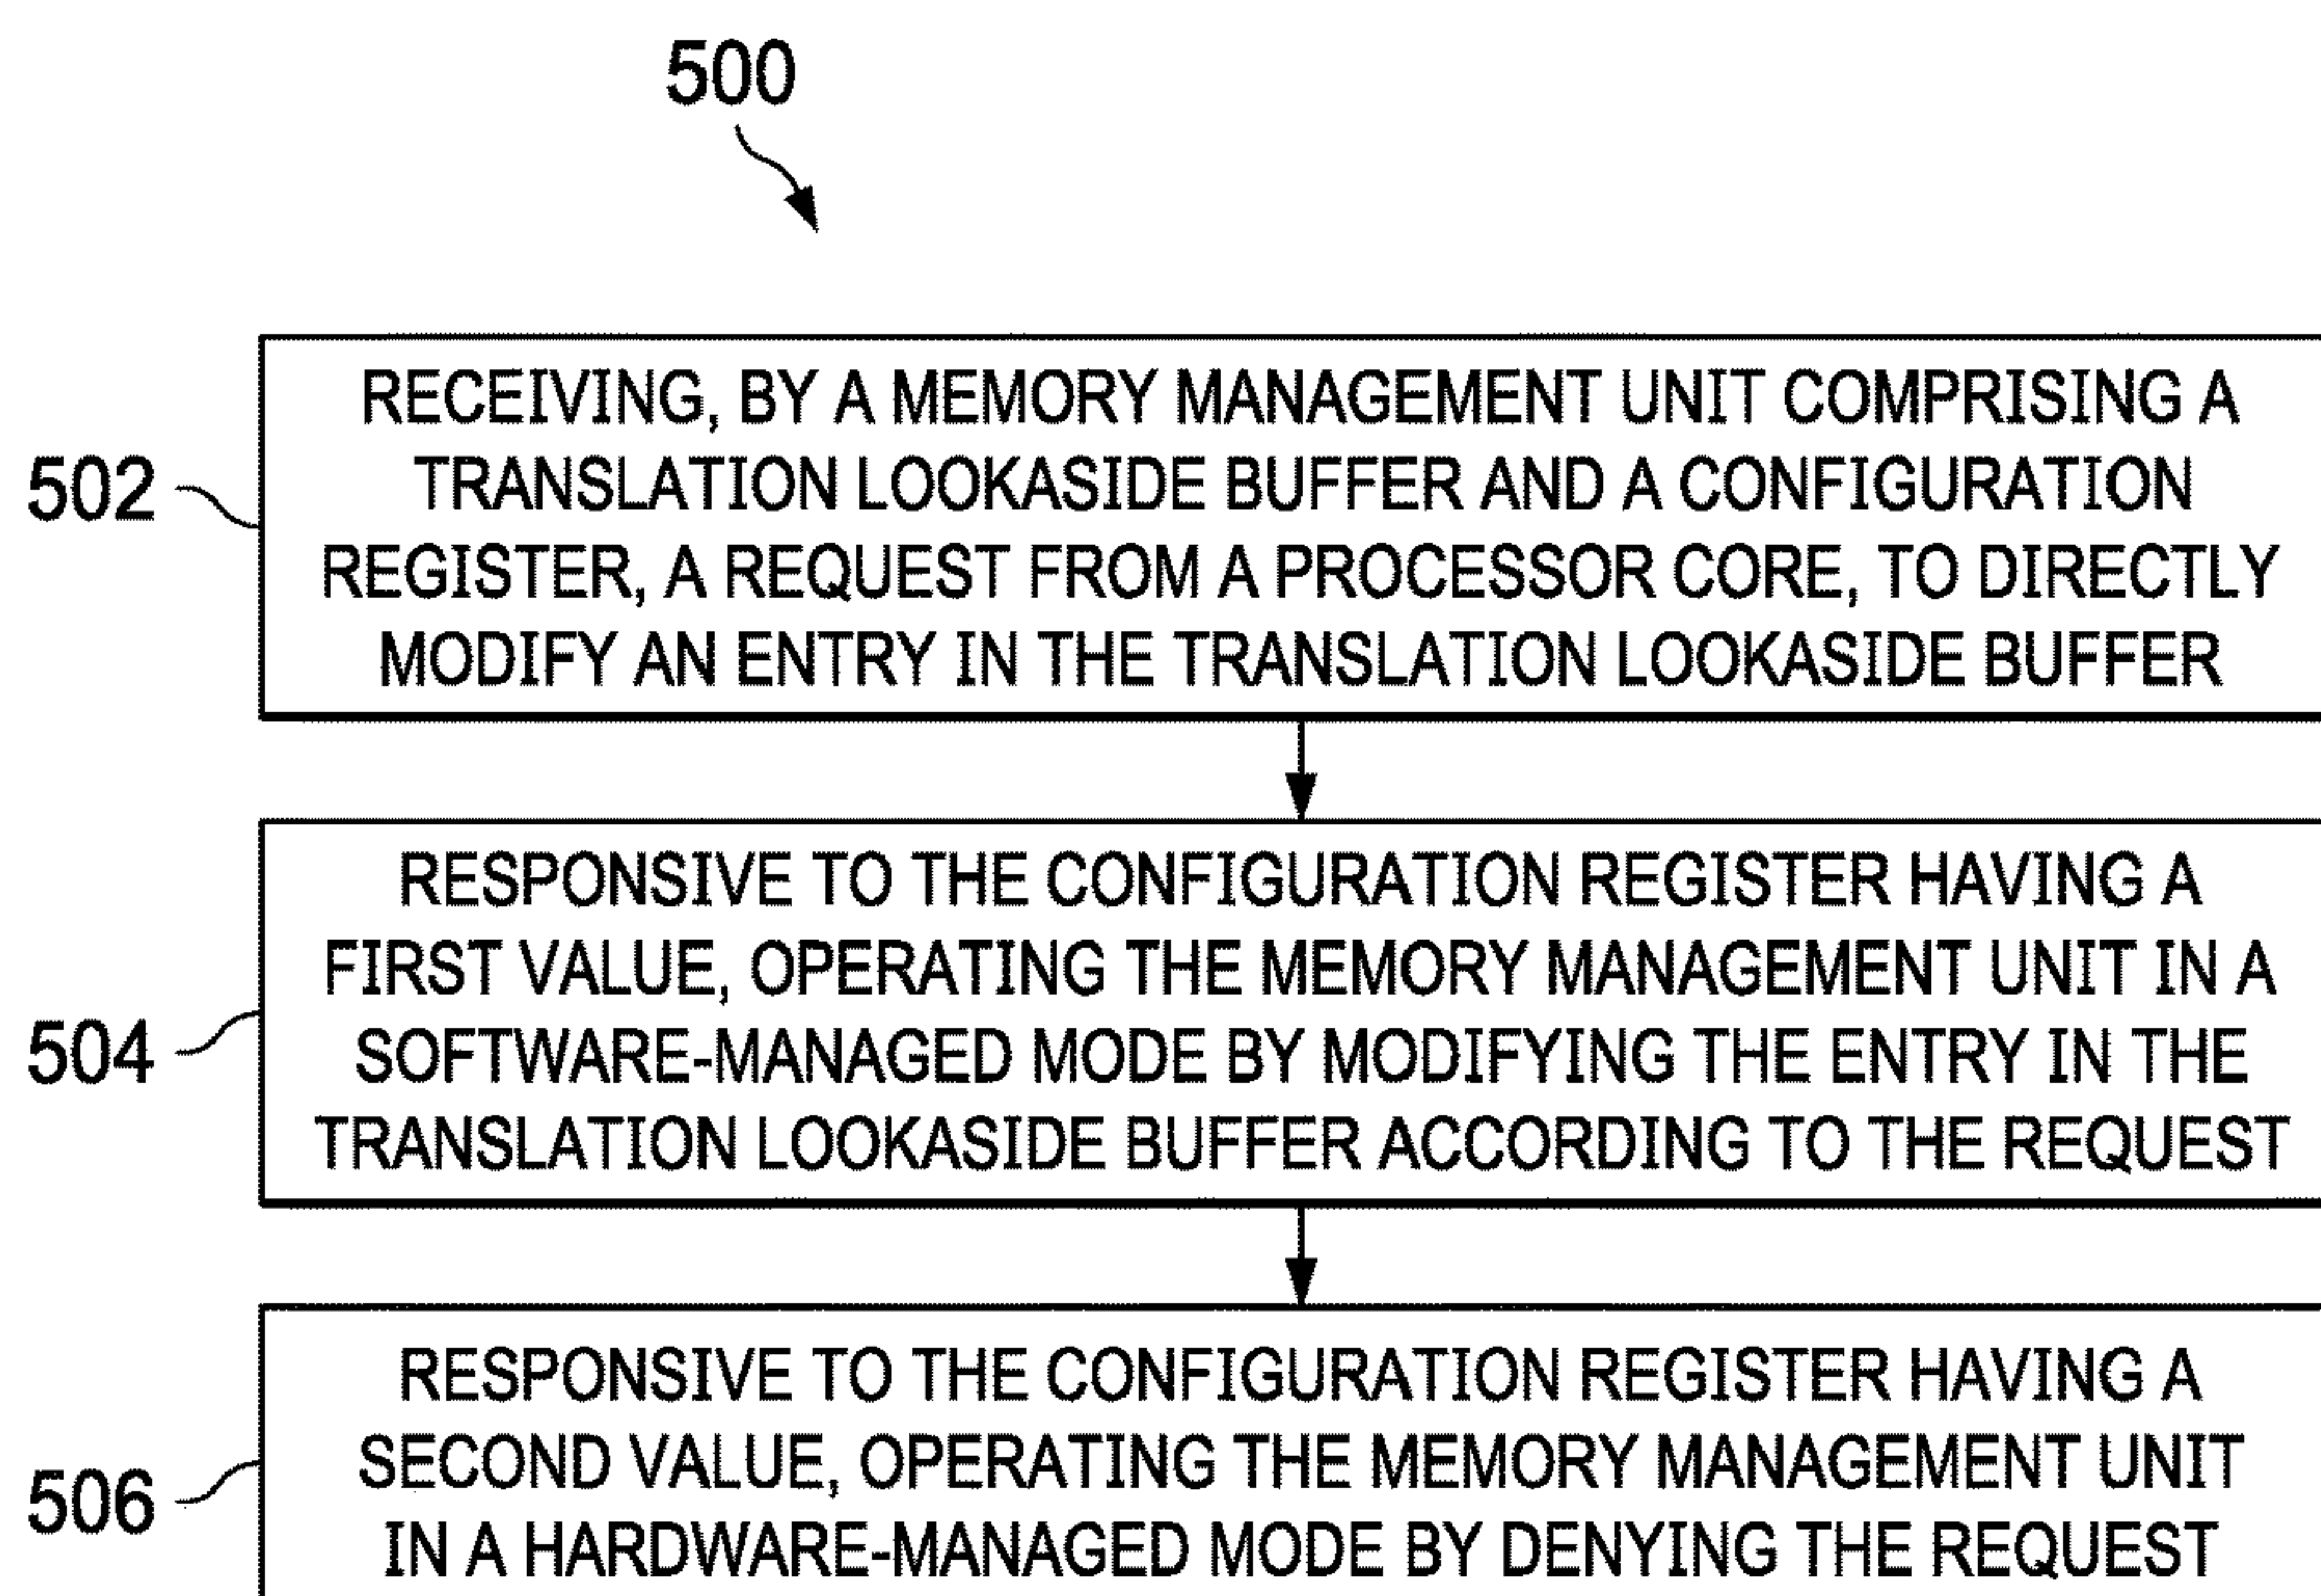 500
502
RECEIVING, BY A MEMORY MANAGEMENT UNIT COMPRISING A
TRANSLATION LOOKASIDE BUFFER AND A CONFIGURATION
REGISTER, A REQUEST FROM A PROCESSOR CORE, TO DIRECTLY
MODIFY AN ENTRY IN THE TRANSLATION LOOKASIDE BUFFER
504
RESPONSIVE TO THE CONFIGURATION REGISTER HAVING A
FIRST VALUE, OPERATING THE MEMORY MANAGEMENT UNIT IN A
SOFTWARE-MANAGED MODE BY MODIFYING THE ENTRY IN THE
TRANSLATION LOOKASIDE BUFFER ACCORDING TO THE REQUEST
506
RESPONSIVE TO THE CONFIGURATION REGISTER HAVING A
SECOND VALUE, OPERATING THE MEMORY MANAGEMENT UNIT
IN A HARDWARE-MANAGED MODE BY DENYING THE REQUEST